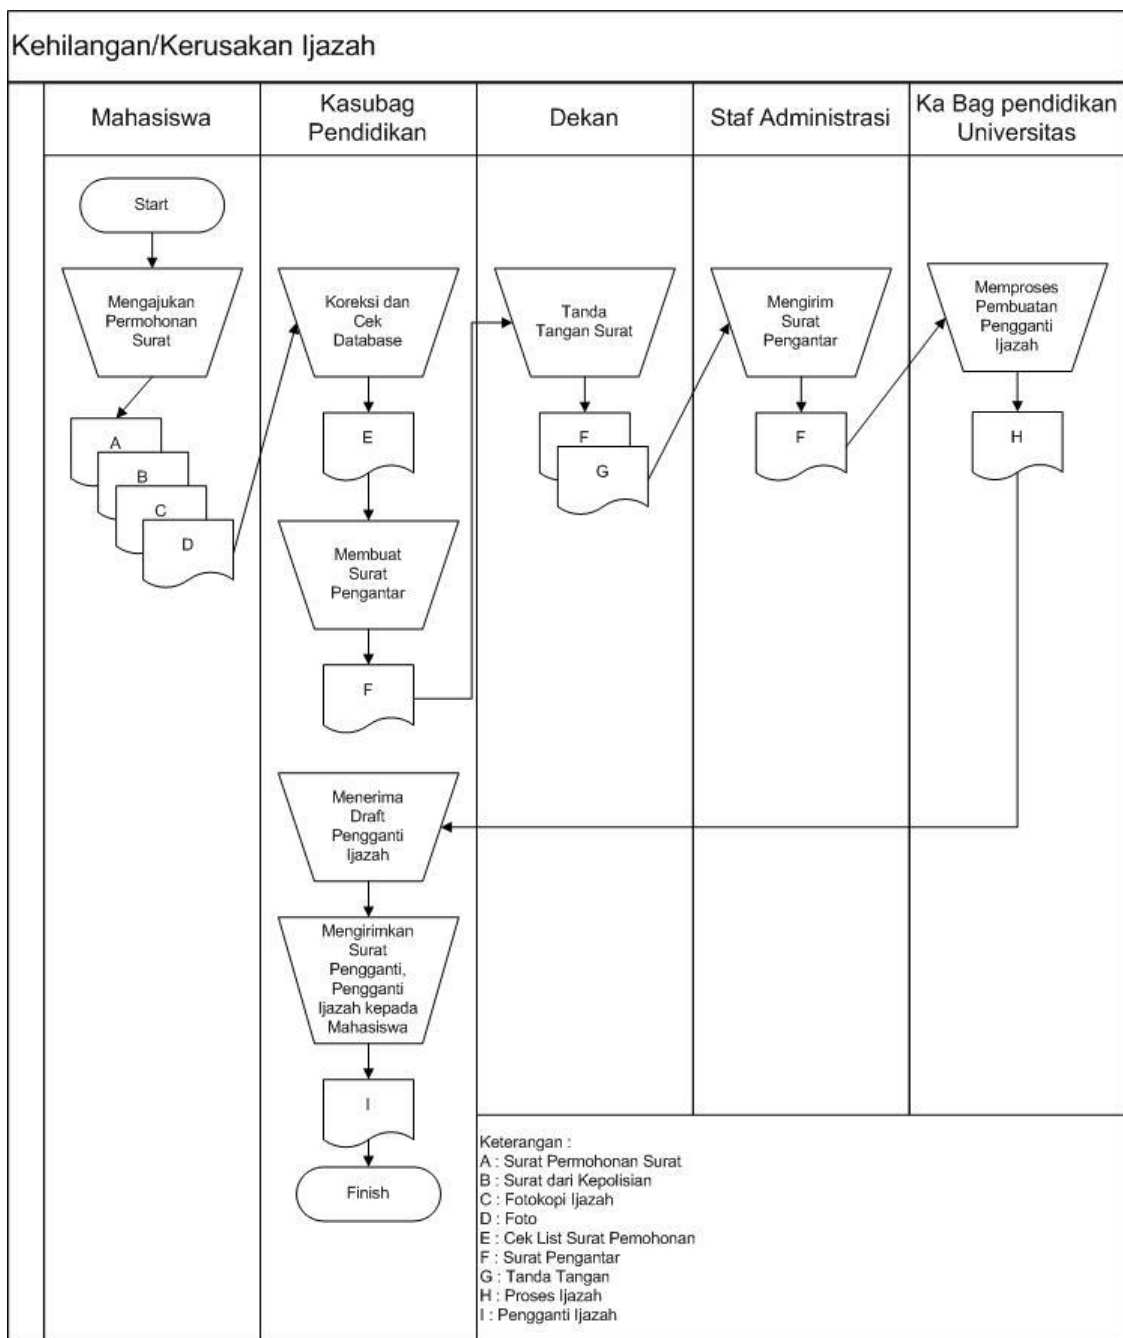 Kehilangan/Kerusakan Ijazah
Mahasiswa
Kasubag
Pendidikan
Dekan
Staf Administrasi
Ka Bag pendidikan
Universitas
Start
Mengajukan
Permohonan
Surat
A
B
C
D
Koreksi dan
Cek
Database
E
Membuat
Surat
Pengantar
F
Tanda
Tangan Surat
F
G
Mengirim
Surat
Pengantar
F
Memproses
Pembuatan
Pengganti
Ijazah
H
Menerima
Draft
Pengganti
Ijazah
Mengirimkan
Surat
Pengganti,
Pengganti
Ijazah kepada
Mahasiswa
I
Finish
Keterangan :
A : Surat Permohonan Surat
B : Surat dari Kepolisian
C : Fotokopi Ijazah
D : Foto
E : Cek List Surat Pemohonan
F : Surat Pengantar
G : Tanda Tangan
H : Proses Ijazah
I : Pengganti Ijazah